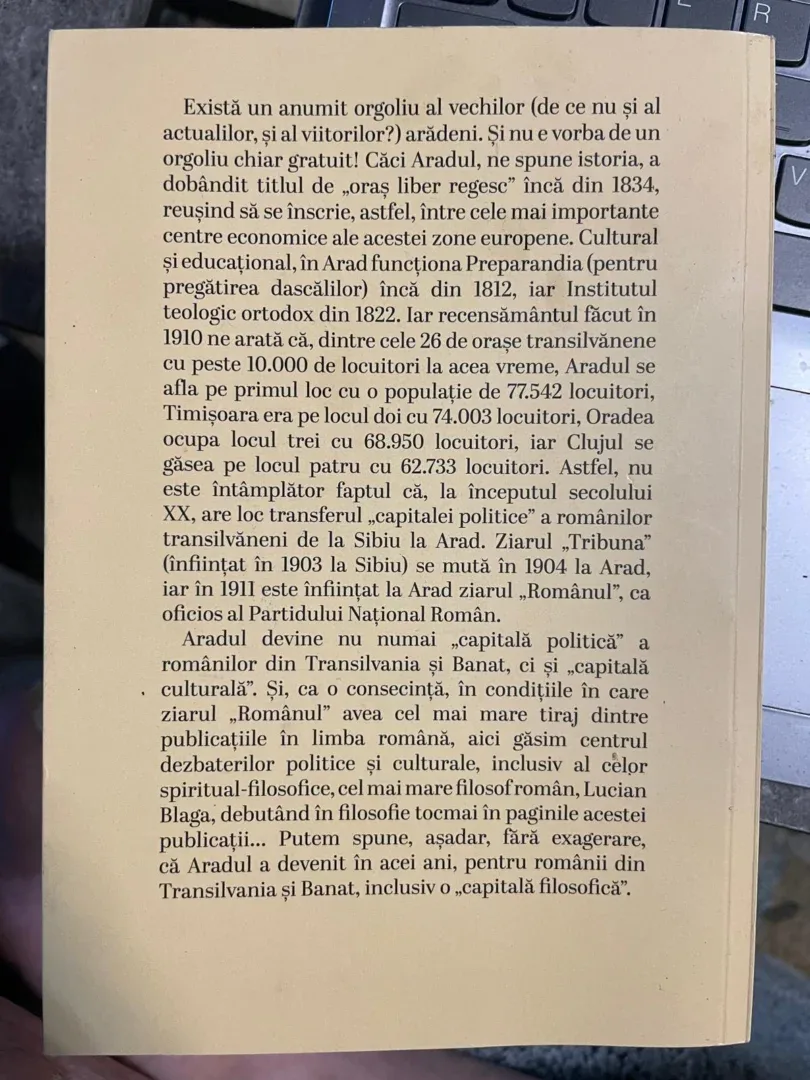 Există un anumit orgoliu al vechilor (de ce nu și al
actualilor, și al viitorilor?) arădeni. Și nu e vorba de un
orgoliu chiar gratuit! Căci Aradul, ne spune istoria, a
dobândit titlul de „oraș liber regesc” încă din 1834,
reușind să se înscrie, astfel, între cele mai importante
centre economice ale acestei zone europene. Cultural
și educațional, în Arad funcționa Preparandia (pentru
pregătirea dascălilor) încă din 1812, iar Institutul
teologic ortodox din 1822. Iar recensământul făcut în
1910 ne arată că, dintre cele 26 de orașe transilvănene
cu peste 10.000 de locuitori la acea vreme, Aradul se
afla pe primul loc cu o populație de 77.542 locuitori,
Timișoara era pe locul doi cu 74.003 locuitori, Oradea
ocupa locul trei cu 68.950 locuitori, iar Clujul se
găsea pe locul patru cu 62.733 locuitori. Astfel, nu
este întâmplător faptul că, la începutul secolului
XX, are loc transferul „capitalei politice” a românilor
transilvăneni de la Sibiu la Arad. Ziarul „Tribuna”
(înființat în 1903 la Sibiu) se mută în 1904 la Arad,
iar în 1911 este înființat la Arad ziarul „Românul”, ca
oficios al Partidului Național Român.
Aradul devine nu numai „capitală politică” a
românilor din Transilvania și Banat, ci și „capitală
culturală”. Și, ca o consecință, în condițiile în care
ziarul „Românul” avea cel mai mare tiraj dintre
publicațiile în limba română, aici găsim centrul
dezbaterilor politice și culturale, inclusiv al celor
spiritual-filosofice, cel mai mare filosof român, Lucian
Blaga, debutând în filosofie tocmai în paginile acestei
publicații... Putem spune, așadar, fără exagerare,
că Aradul a devenit în acei ani, pentru românii din
Transilvania și Banat, inclusiv o „capitală filosofică”.
R
V